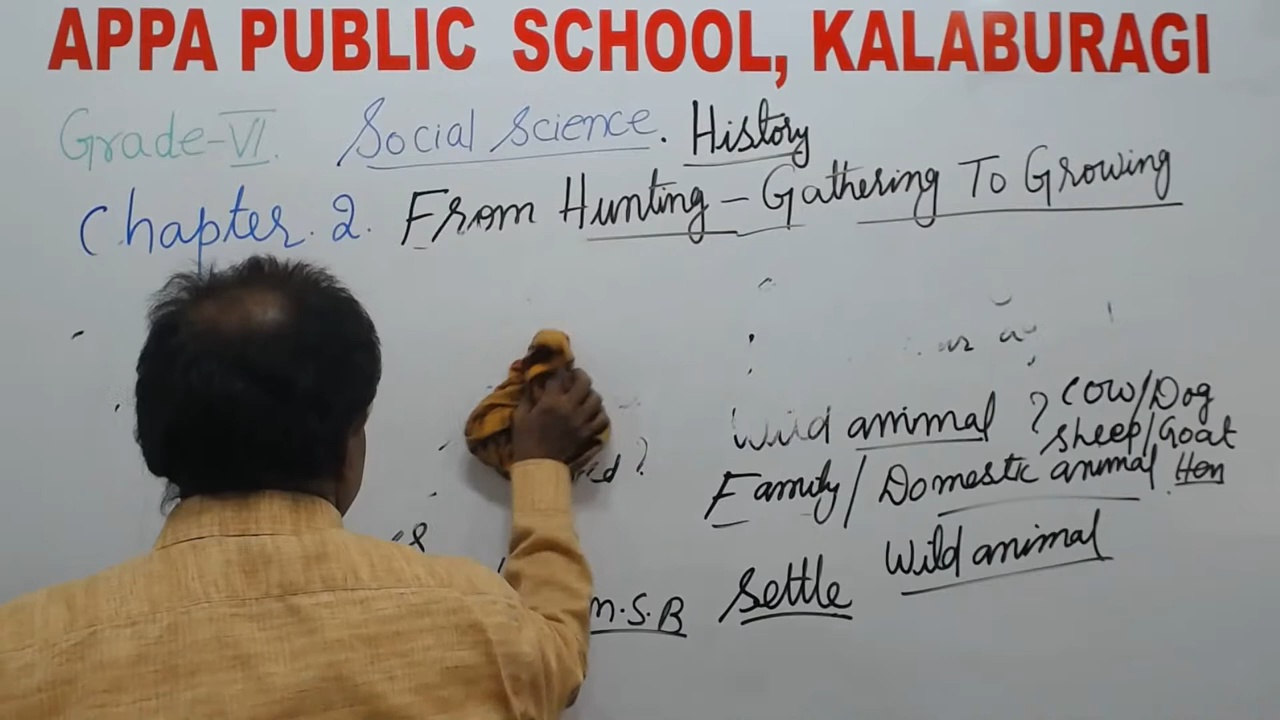 APPA PUBLIC SCHOOL, KALABURAGI
Grade-VI. Social Science. History
Chapter. 2. From Hunting - Gathering To Growing
Wild animal ? Cow/Dog
Sheep/Goat
Family/Domestic animal. Hen
Settle Wild animal
n.S.B